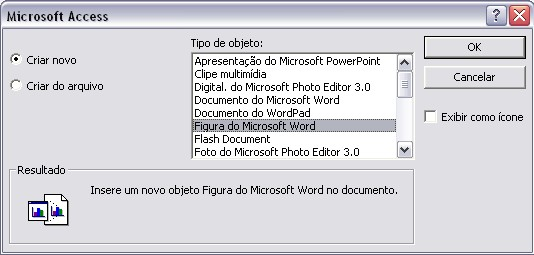 Microsoft Access
Criar novo
Criar do arquivo
Tipo de objeto:
Apresentação do Microsoft PowerPoint
Clipe multimídia
Digital. do Microsoft Photo Editor 3.0
Documento do Microsoft Word
Documento do WordPad
Figura do Microsoft Word
Flash Document
Foto do Microsoft Photo Editor 3.0
OK
Cancelar
Exibir como ícone
Resultado
Insere um novo objeto Figura do Microsoft Word no documento.